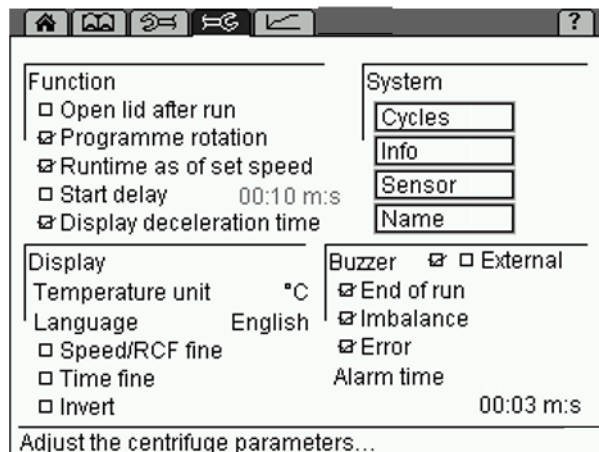 ?
Function
Open lid after run
Programme rotation
Runtime as of set speed
Start delay 00:10 m:s
Display deceleration time
System
Cycles
Info
Sensor
Name
Display
Temperature unit °C
Language English
Speed/RCF fine
Time fine
Invert
Buzzer External
End of run
Imbalance
Error
Alarm time
00:03 m:s
Adjust the centrifuge parameters...